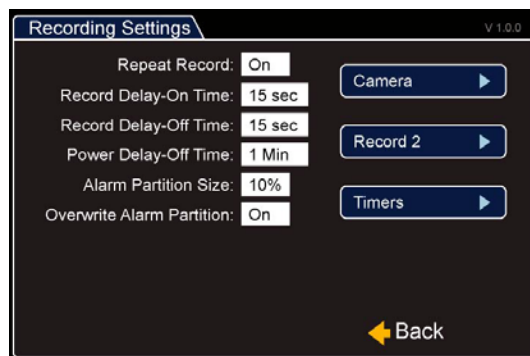 Recording Settings
V 1.0.0
Repeat Record: On
Record Delay-On Time: 15 sec
Record Delay-Off Time: 15 sec
Power Delay-Off Time: 1 Min
Alarm Partition Size: 10%
Overwrite Alarm Partition: On
Camera
Record 2
Timers
Back